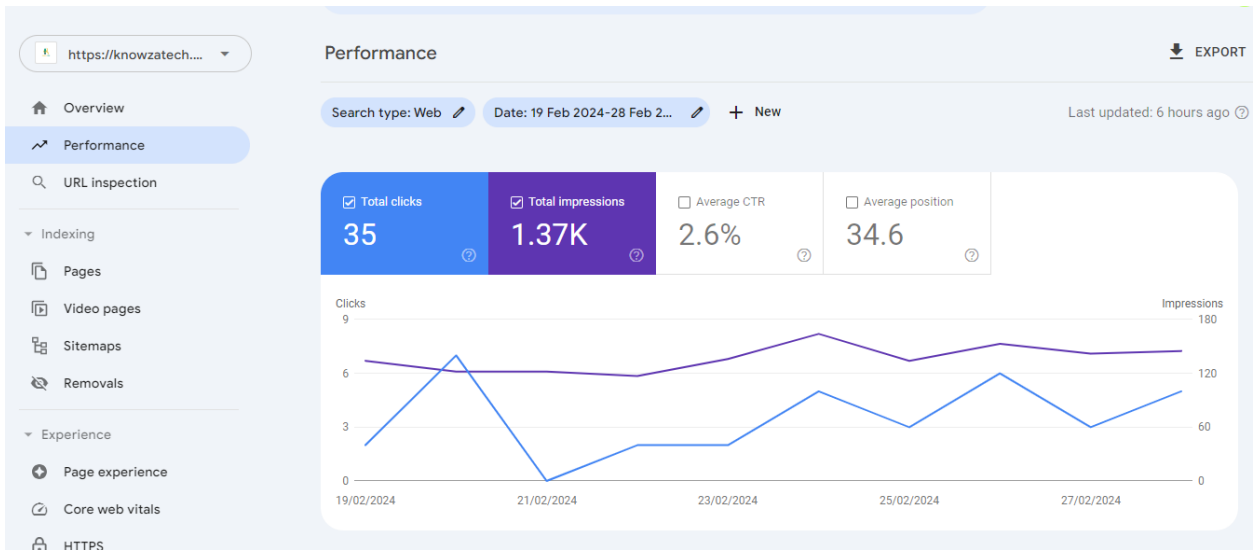 https://knowzatech....
Overview
Performance
URL inspection
Indexing
Pages
Video pages
Sitemaps
Removals
Experience
Page experience
Core web vitals
HTTPS
Performance
EXPORT
Search type: Web
Date: 19 Feb 2024-28 Feb 2...
+ New
Last updated: 6 hours ago
Total clicks
35
Total impressions
1.37K
Average CTR
2.6%
Average position
34.6
Clicks
Impressions
9
180
6
120
3
60
0
0
19/02/2024 21/02/2024 23/02/2024 25/02/2024 27/02/2024